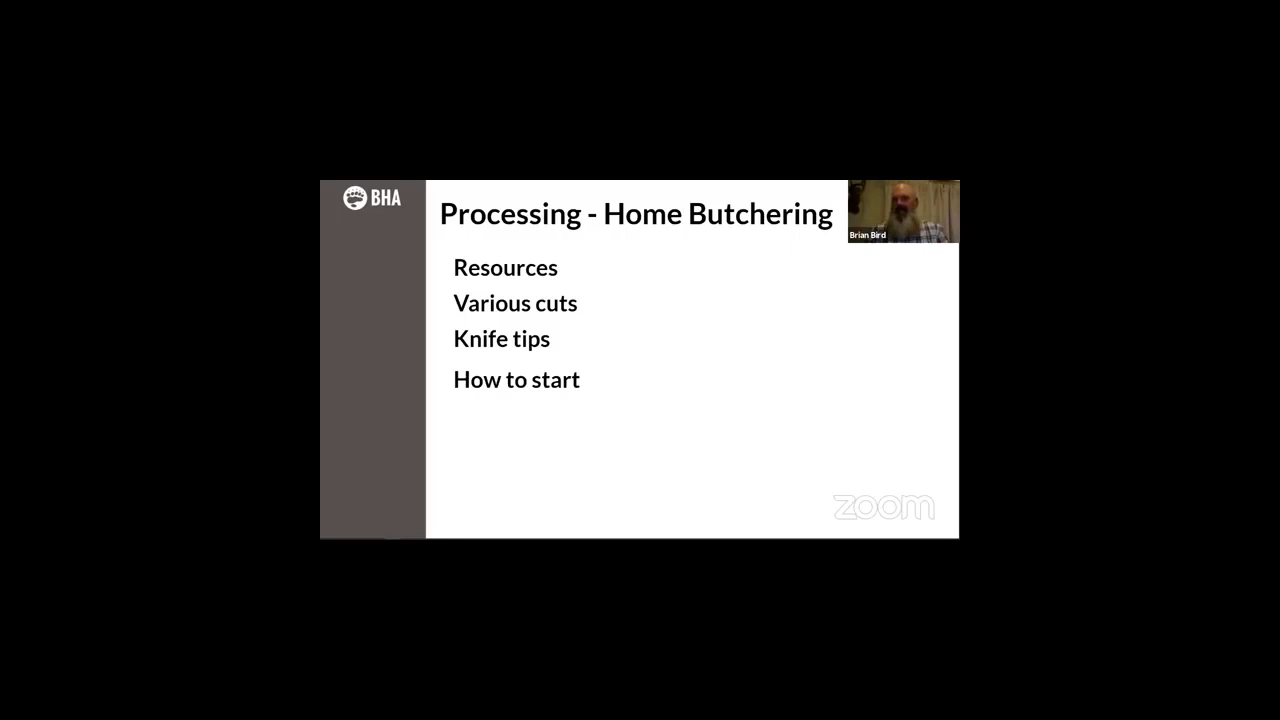 BHA
Processing - Home Butchering
Brian Bird
Resources
Various cuts
Knife tips
How to start
zoom